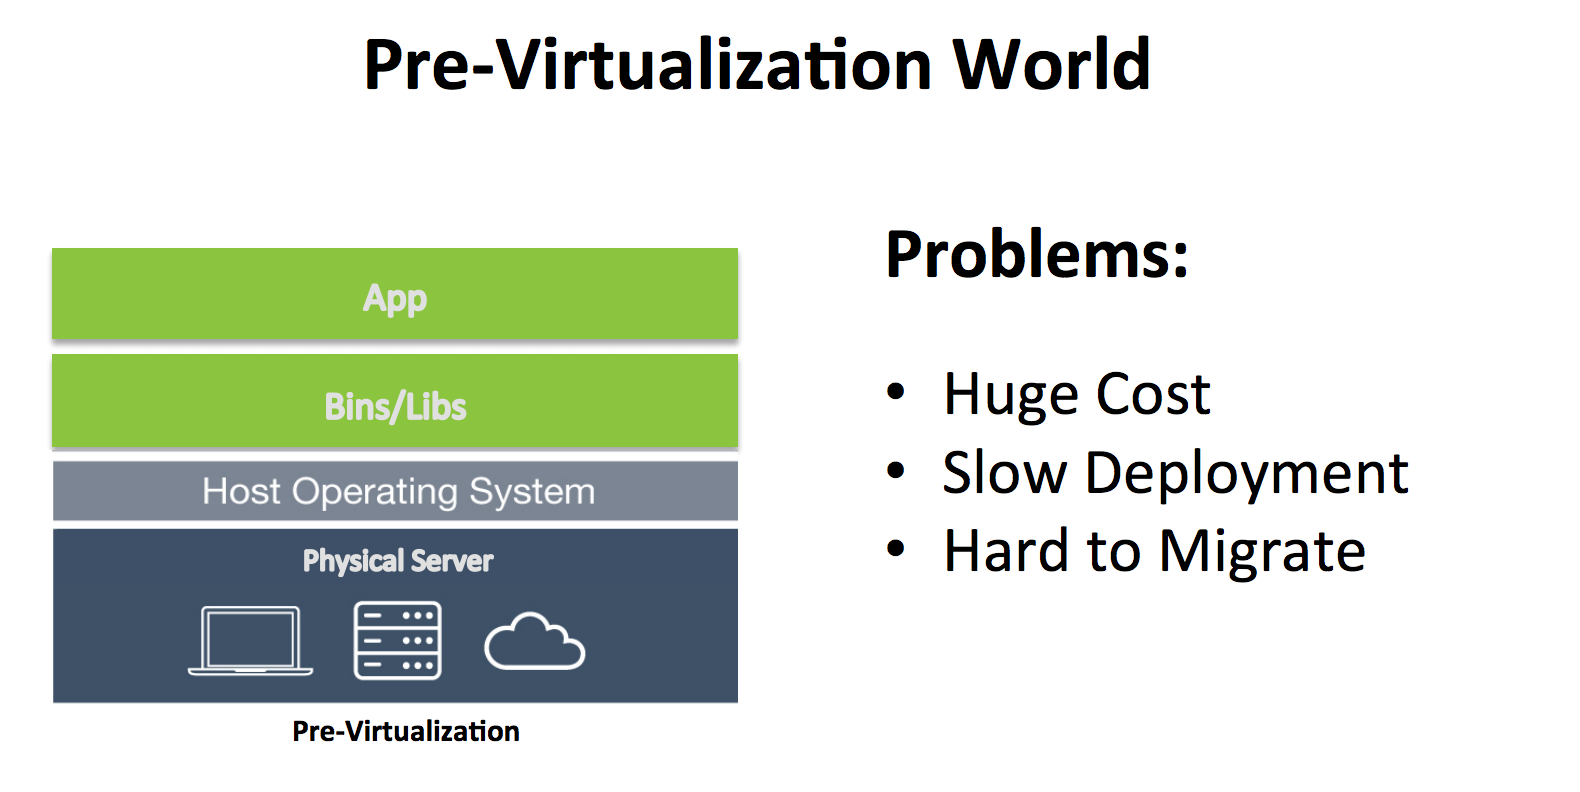 Pre-Virtualization World
App
Bins/Libs
Host Operating System
Physical Server
Pre-Virtualization
Problems:
• Huge Cost
• Slow Deployment
• Hard to Migrate